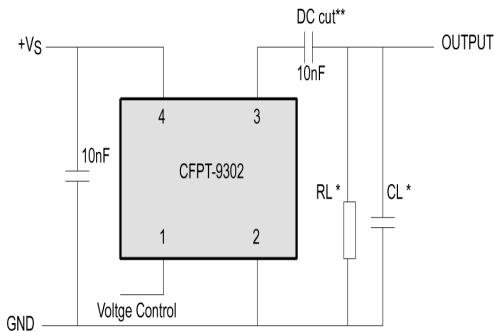 DC cut**
+VS
OUTPUT
10nF
4
3
10nF
CFPT-9302
RL *
CL *
1
2
Voltge Control
GND